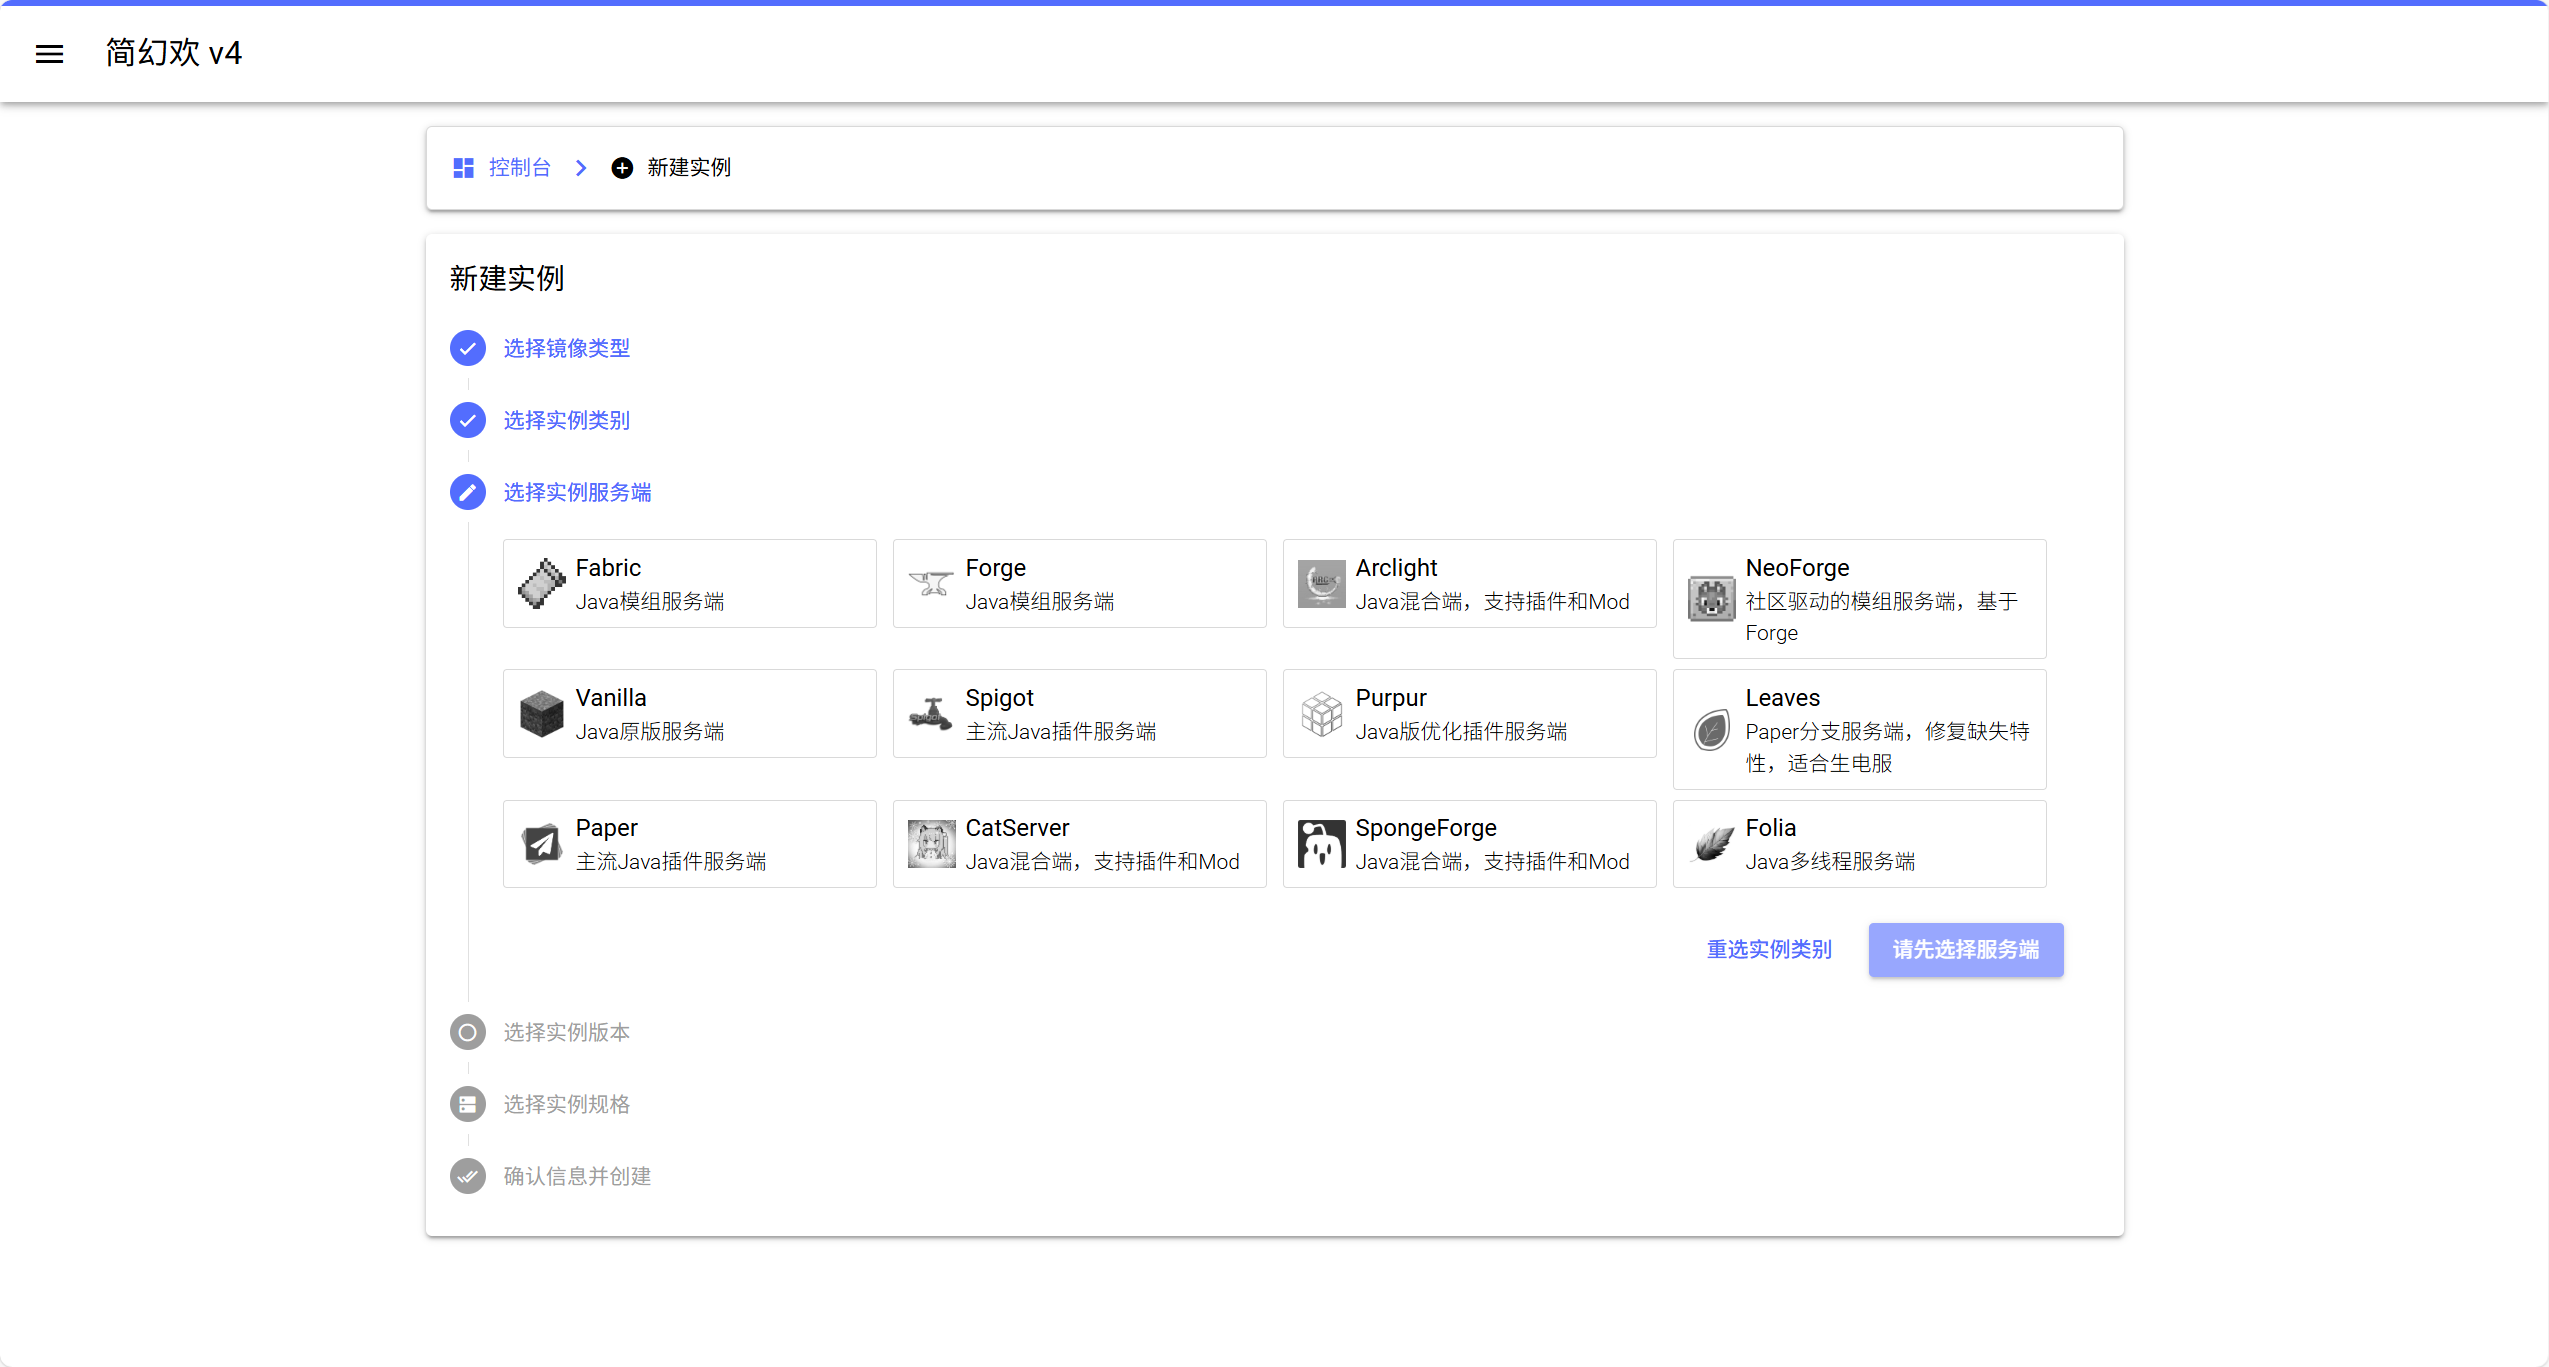 简幻欢 v4
控制台
新建实例
新建实例
选择镜像类型
选择实例类别
选择实例服务端
Fabric
Java模组服务端
Forge
Java模组服务端
Arclight
Java混合端，支持插件和Mod
NeoForge
社区驱动的模组服务端，基于
Forge
Vanilla
Java原版服务端
Spigot
主流Java插件服务端
Purpur
Java版优化插件服务端
Leaves
Paper分支服务端，修复缺失特
性，适合生电服
Paper
主流Java插件服务端
CatServer
Java混合端，支持插件和Mod
SpongeForge
Java混合端，支持插件和Mod
Folia
Java多线程服务端
重选实例类别
请先选择服务端
选择实例版本
选择实例规格
确认信息并创建